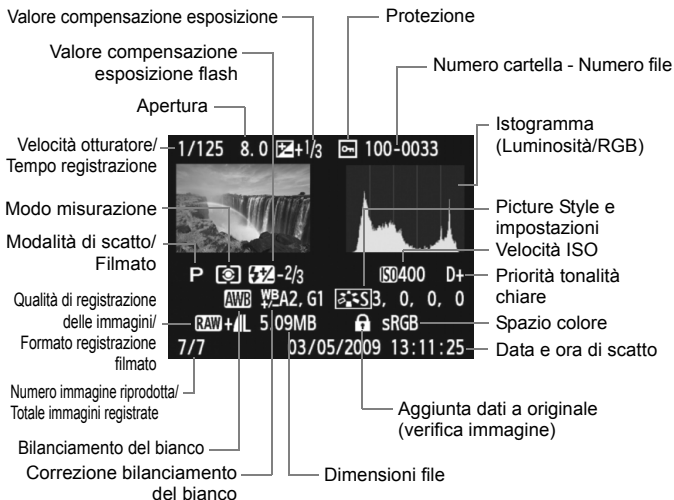 Valore compensazione esposizione
Protezione
Valore compensazione
esposizione flash
Numero cartella - Numero file
Apertura
Istogramma
(Luminosità/RGB)
Velocità otturatore/
Tempo registrazione
1/125 8.0 +1/3 100-0033
Modo misurazione
Picture Style e
impostazioni
Modalità di scatto/
Filmato
Velocità ISO
P -2/3 ISO400 D+
Priorità tonalità
chiare
Qualità di registrazione
delle immagini/
Formato registrazione
filmato
AWB WB+/-A2, G1 S3, 0, 0, 0
RAW+L 5.09MB sRGB
Spazio colore
7/7 03/05/2009 13:11:25
Data e ora di scatto
Numero immagine riprodotta/
Totale immagini registrate
Aggiunta dati a originale
(verifica immagine)
Bilanciamento del bianco
Correzione bilanciamento
del bianco
Dimensioni file